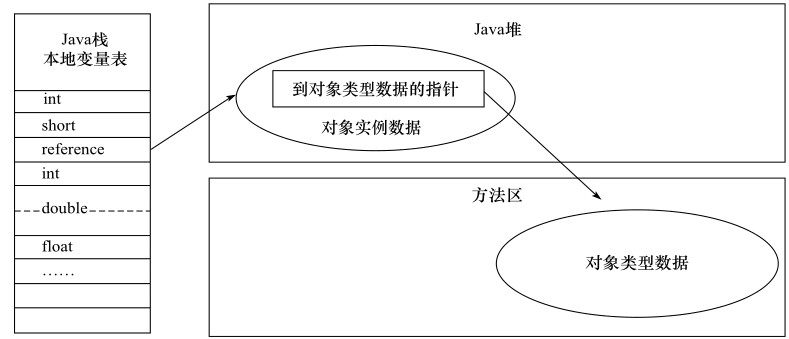 Java栈
本地变量表
int
short
reference
int
double
float
……
Java堆
到对象类型数据的指针
对象实例数据
方法区
对象类型数据